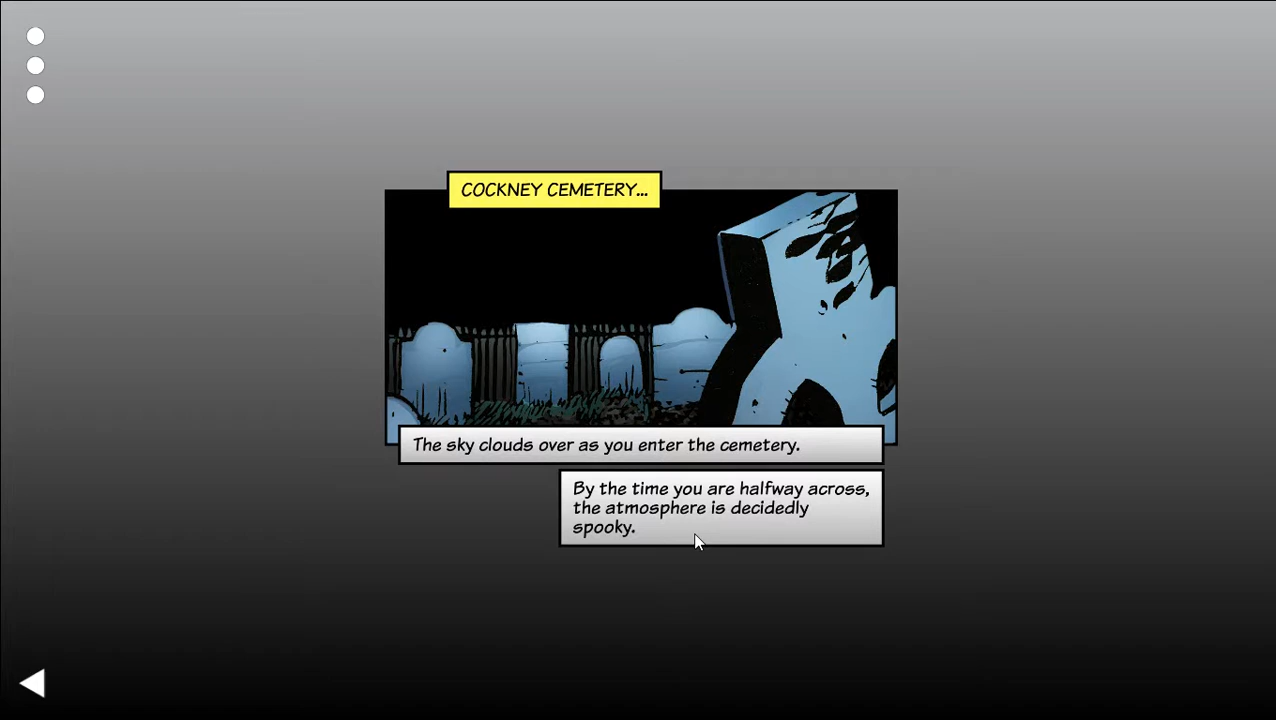 COCKNEY CEMETERY...
The sky clouds over as you enter the cemetery.
By the time you are halfway across,
the atmosphere is decidedly
spooky.